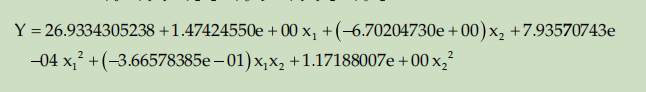 Y = 26.9334305238 +1.47424550e + 00 x₁ + (–6.70204730e + 00) x₂ +7.93570743e
–04 x₁² + (–3.66578385e – 01) x₁x₂ +1.17188007e +00 x₂²